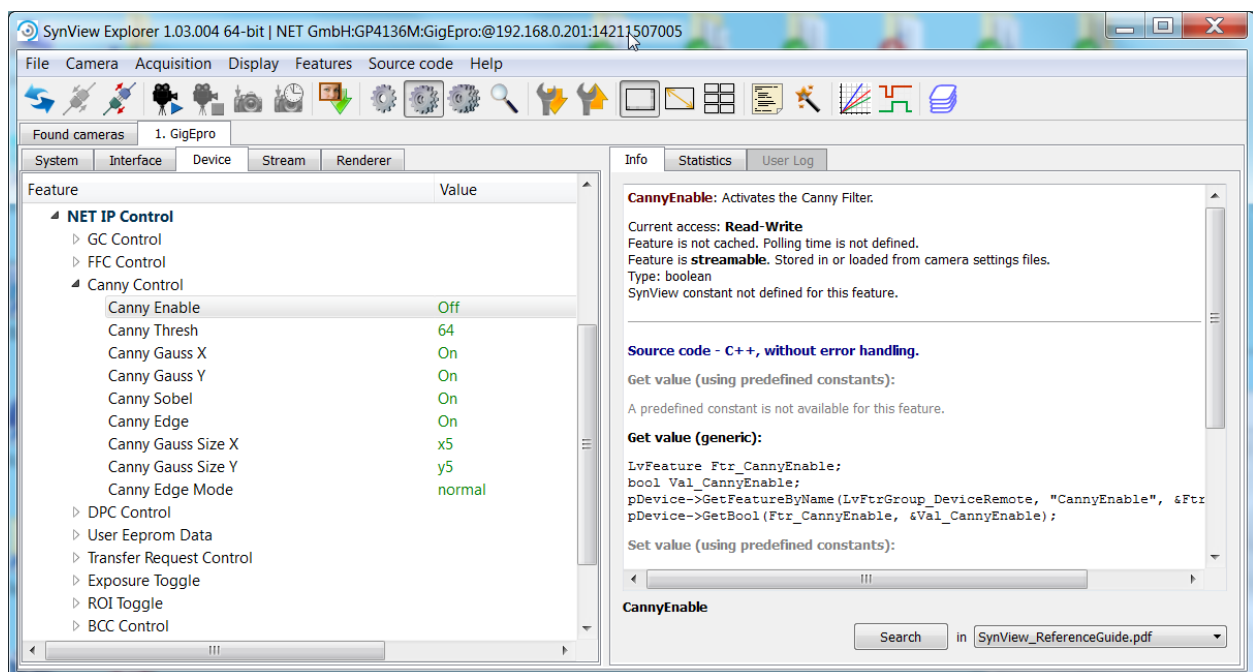 SynView Explorer 1.03.004 64-bit | NET GmbH:GP4136M:GigEpro:@192.168.0.201:14211507005
File Camera Acquisition Display Features Source code Help
Found cameras 1. GigEpro
System Interface Device Stream Renderer
Feature Value
NET IP Control
GC Control
FFC Control
Canny Control
Canny Enable Off
Canny Thresh 64
Canny Gauss X On
Canny Gauss Y On
Canny Sobel On
Canny Edge On
Canny Gauss Size X x5
Canny Gauss Size Y y5
Canny Edge Mode normal
DPC Control
User Eeprom Data
Transfer Request Control
Exposure Toggle
ROI Toggle
BCC Control
Info Statistics User Log
CannyEnable: Activates the Canny Filter.
Current access: Read-Write
Feature is not cached. Polling time is not defined.
Feature is streamable. Stored in or loaded from camera settings files.
Type: boolean
SynView constant not defined for this feature.
Source code - C++, without error handling.
Get value (using predefined constants):
A predefined constant is not available for this feature.
Get value (generic):
LvFeature Ftr_CannyEnable;
bool Val_CannyEnable;
pDevice->GetFeatureByName(LvFtrGroup_DeviceRemote, "CannyEnable", &Ftr
pDevice->GetBool(Ftr_CannyEnable, &Val_CannyEnable);
Set value (using predefined constants):
CannyEnable
Search in SynView_ReferenceGuide.pdf